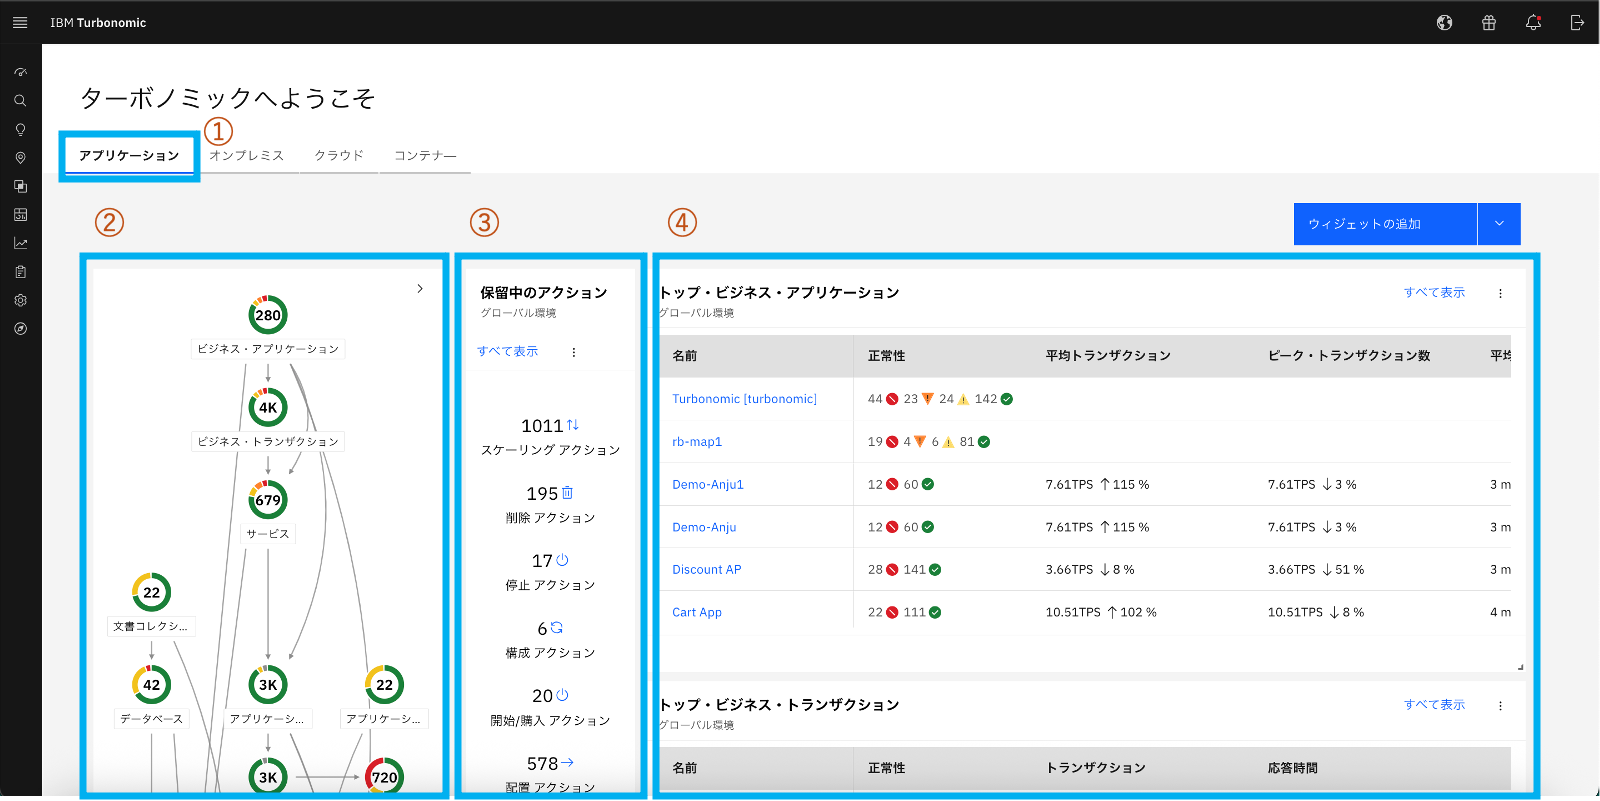 IBM Turbonomic
ターボノミックへようこそ
①
アプリケーション オンプレミス クラウド コンテナー
② ③ ④
ウィジェットの追加
280
ビジネス・アプリケーション
4K
ビジネス・トランザクション
679
サービス
22
文書コレクシ...
42 3K 22
データベース アプリケーシ... アプリケーシ...
3K 720
保留中のアクション
グローバル環境
すべて表示
1011
スケーリング アクション
195
削除 アクション
17
停止 アクション
6
構成 アクション
20
開始/購入 アクション
578
配置 アクション
トップ・ビジネス・アプリケーション すべて表示
グローバル環境
名前 正常性 平均トランザクション ピーク・トランザクション数 平均
Turbonomic [turbonomic] 44 23 24 142
rb-map1 19 4 6 81
Demo-Anju1 12 60 7.61TPS ↑115 % 7.61TPS ↓3 % 3 m
Demo-Anju 12 60 7.61TPS ↑115 % 7.61TPS ↓3 % 3 m
Discount AP 28 141 3.66TPS ↓8 % 3.66TPS ↓51 % 3 m
Cart App 22 111 10.51TPS ↑102 % 10.51TPS ↓8 % 4 m
トップ・ビジネス・トランザクション すべて表示
グローバル環境
名前 正常性 トランザクション 応答時間